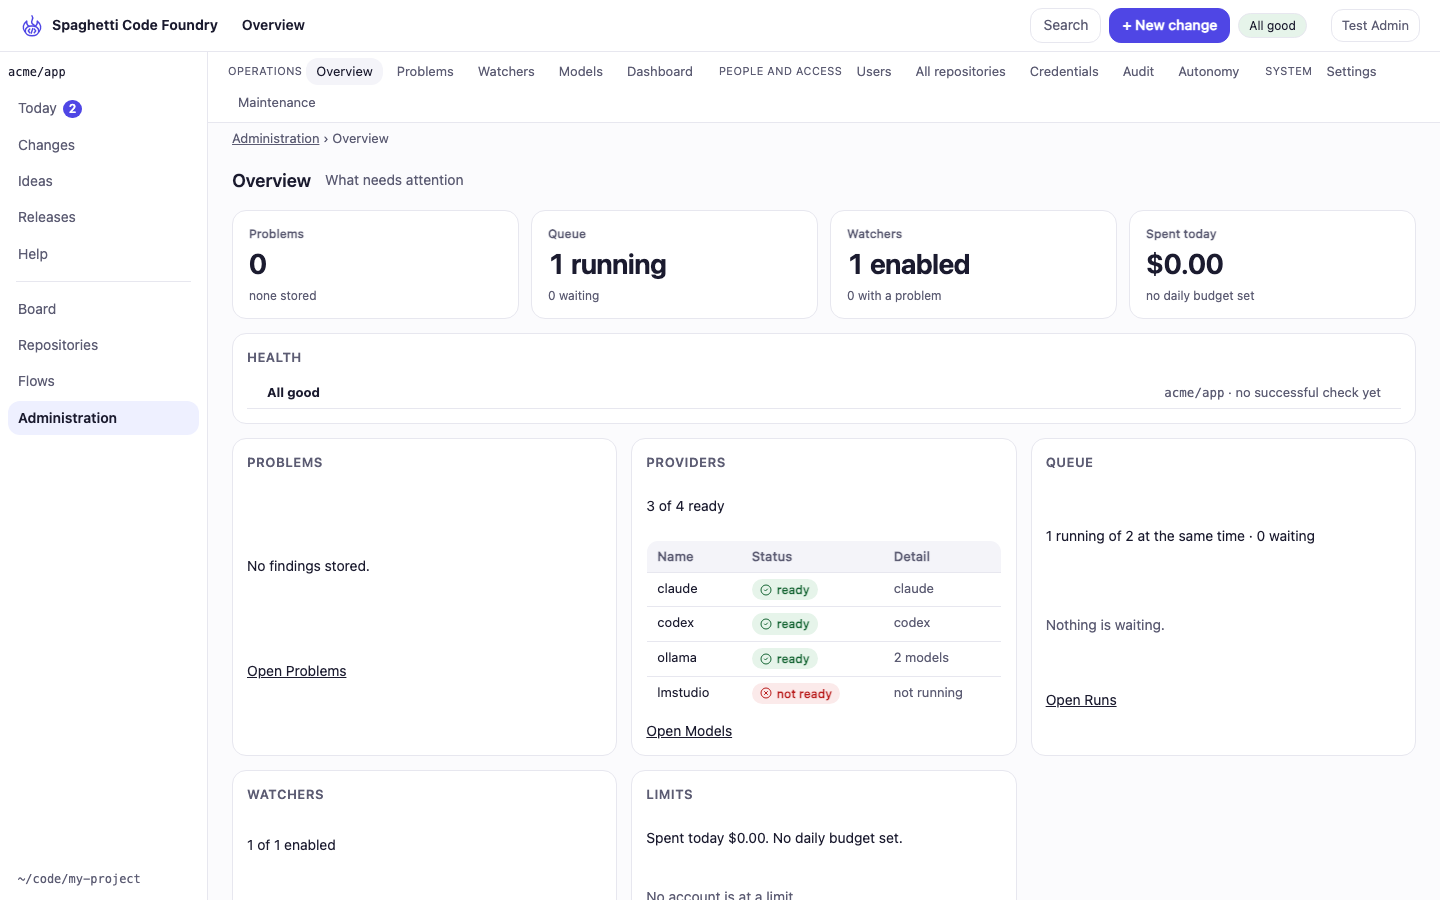 Spaghetti Code Foundry
Overview
Search
+ New change
All good
Test Admin
acme/app
Today 2
Changes
Ideas
Releases
Help
Board
Repositories
Flows
Administration
~/code/my-project
OPERATIONS Overview Problems Watchers Models Dashboard PEOPLE AND ACCESS Users All repositories Credentials Audit Autonomy SYSTEM Settings
Maintenance
Administration › Overview
Overview What needs attention
Problems
0
none stored
Queue
1 running
0 waiting
Watchers
1 enabled
0 with a problem
Spent today
$0.00
no daily budget set
HEALTH
All good acme/app · no successful check yet
PROBLEMS
No findings stored.
Open Problems
PROVIDERS
3 of 4 ready
Name Status Detail
claude ready claude
codex ready codex
ollama ready 2 models
lmstudio not ready not running
Open Models
QUEUE
1 running of 2 at the same time · 0 waiting
Nothing is waiting.
Open Runs
WATCHERS
1 of 1 enabled
LIMITS
Spent today $0.00. No daily budget set.
No account is at a limit